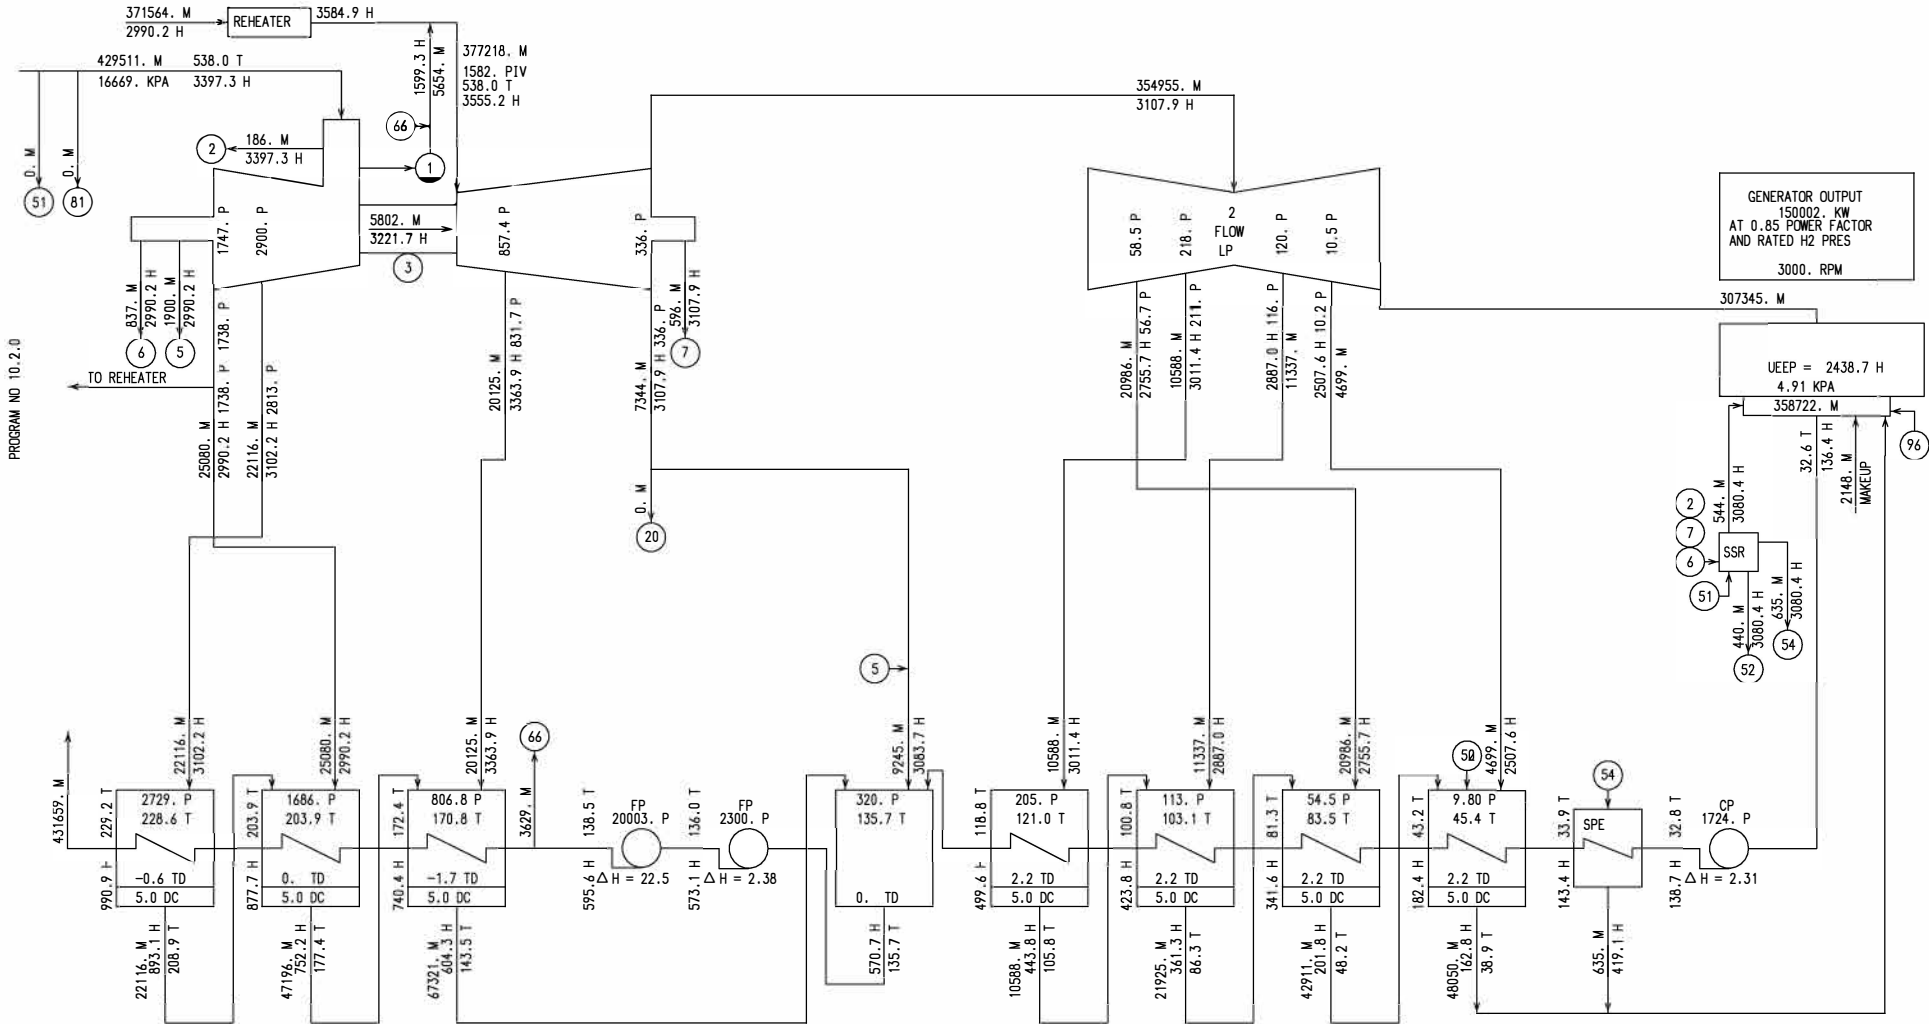 371564. M
2990.2 H
REHEATER
3584.9 H
429511. M 538.0 T
16669. KPA 3397.3 H
1599.3 H
5654. M
377218. M
1582. PIV
538.0 T
3555.2 H
354955. M
3107.9 H
66
1
2
186. M
3397.3 H
0. M
0. M
51
81
1747. P
2900. P
5802. M
3221.7 H
3
857.4 P
336. P
58.5 P
218. P
2
FLOW
LP
120. P
10.5 P
GENERATOR OUTPUT
150002. KW
AT 0.85 POWER FACTOR
AND RATED H2 PRES
3000. RPM
307345. M
837. M
2990.2 H
1900. M
2990.2 H
6
5
1738. P
TO REHEATER
25080. M
2990.2 H 1738. P
22116. M
3102.2 H 2813. P
20125. M
3363.9 H 831.7 P
7344. M
3107.9 H 336. P
596. M
3107.9 H
7
20986. M
2755.7 H 56.7 P
10588. M
3011.4 H 211. P
2887.0 H 116. P
11337. M
2507.6 H 10.2 P
4699. M
UEEP = 2438.7 H
4.91 KPA
358722. M
32.6 T
136.4 H
2148. M
MAKEUP
96
PROGRAM NO 10.2.0
0. M
20
544. M
3080.4 H
2
7
6
SSR
51
440. M
3080.4 H
635. M
3080.4 H
52
54
5
22116. M
3102.2 H
25080. M
2990.2 H
20125. M
3363.9 H
66
3629. M
9245. M
3083.7 H
10588. M
3011.4 H
11337. M
2887.0 H
20986. M
2755.7 H
50
4699. M
2507.6 H
54
431659. M
229.2 T
990.9 H
2729. P
228.6 T
-0.6 TD
5.0 DC
203.9 T
877.7 H
1686. P
203.9 T
0. TD
5.0 DC
172.4 T
740.4 H
806.8 P
170.8 T
-1.7 TD
5.0 DC
138.5 T
595.6 H
FP
20003. P
△ H = 22.5
136.0 T
573.1 H
FP
2300. P
△ H = 2.38
320. P
135.7 T
0. TD
118.8 T
499.6 H
205. P
121.0 T
2.2 TD
5.0 DC
100.8 T
423.8 H
113. P
103.1 T
2.2 TD
5.0 DC
81.3 T
341.6 H
54.5 P
83.5 T
2.2 TD
5.0 DC
43.2 T
182.4 H
9.80 P
45.4 T
2.2 TD
5.0 DC
33.9 T
143.4 H
SPE
32.8 T
138.7 H
CP
1724. P
△ H = 2.31
22116. M
893.1 H
208.9 T
47196. M
752.2 H
177.4 T
67321. M
604.3 H
143.5 T
570.7 H
135.7 T
10588. M
443.8 H
105.8 T
21925. M
361.3 H
86.3 T
42911. M
201.8 H
48.2 T
48050. M
162.8 H
38.9 T
635. M
419.1 H